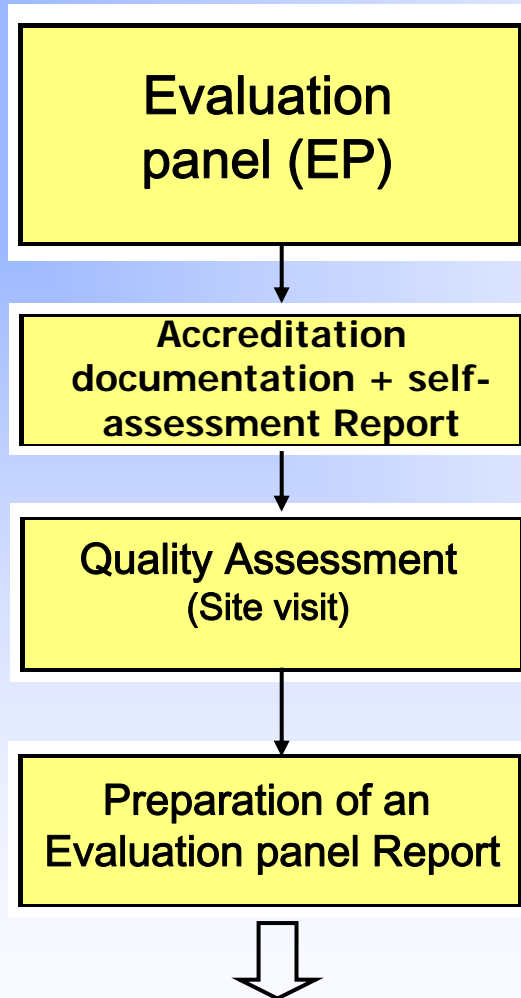 Evaluation
panel (EP)
Accreditation
documentation + self-
assessment Report
Quality Assessment
(Site visit)
Preparation of an
Evaluation panel Report